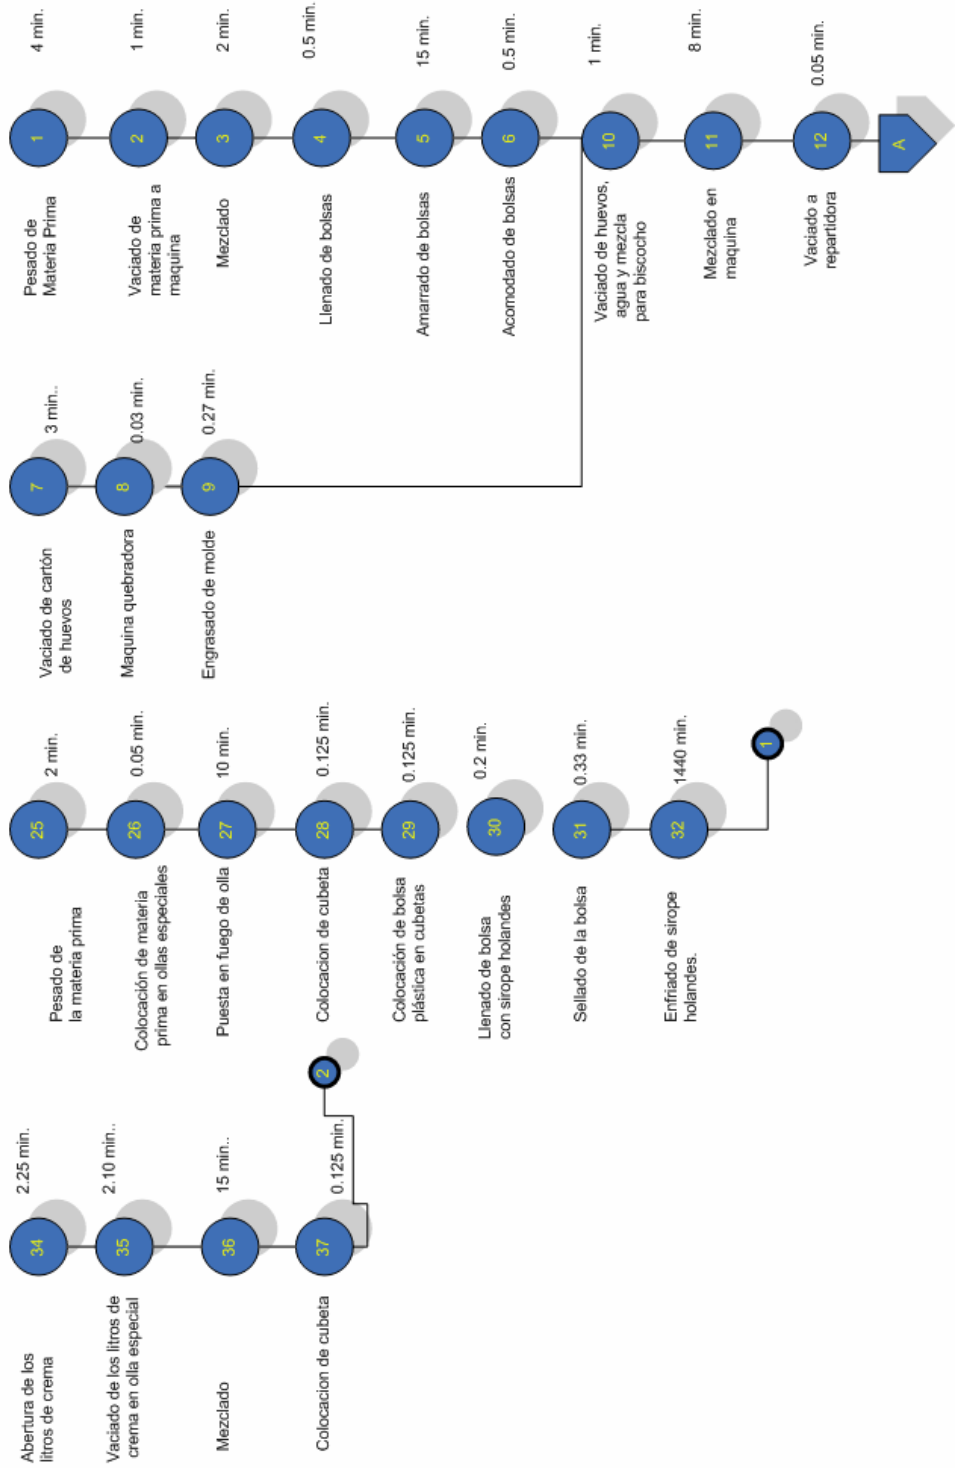 Abertura de los
litros de crema
34
2.25 min.
Vaciado de los litros de
crema en olla especial
35
2.10 min..
Mezclado
36
15 min..
Colocacion de cubeta
37
0.125 min.
2
Pesado de
la materia prima
25
2 min.
Colocación de materia
prima en ollas especiales
26
0.05 min.
Puesta en fuego de olla
27
10 min.
Colocacion de cubeta
28
0.125 min.
Colocación de bolsa
plástica en cubetas
29
0.125 min.
Llenado de bolsa
con sirope holandes
30
0.2 min.
Sellado de la bolsa
31
0.33 min.
Enfriado de sirope
holandes.
32
1440 min.
1
Vaciado de cartón
de huevos
7
3 min..
Maquina quebradora
8
0.03 min.
Engrasado de molde
9
0.27 min.
Pesado de
Materia Prima
1
4 min.
Vaciado de
materia prima a
maquina
2
1 min.
Mezclado
3
2 min.
Llenado de bolsas
4
0.5 min.
Amarrado de bolsas
5
15 min.
Acomodado de bolsas
6
0.5 min.
Vaciado de huevos,
agua y mezcla
para biscocho
10
1 min.
Mezclado en
maquina
11
8 min.
Vaciado a
repartidora
12
0.05 min.
A